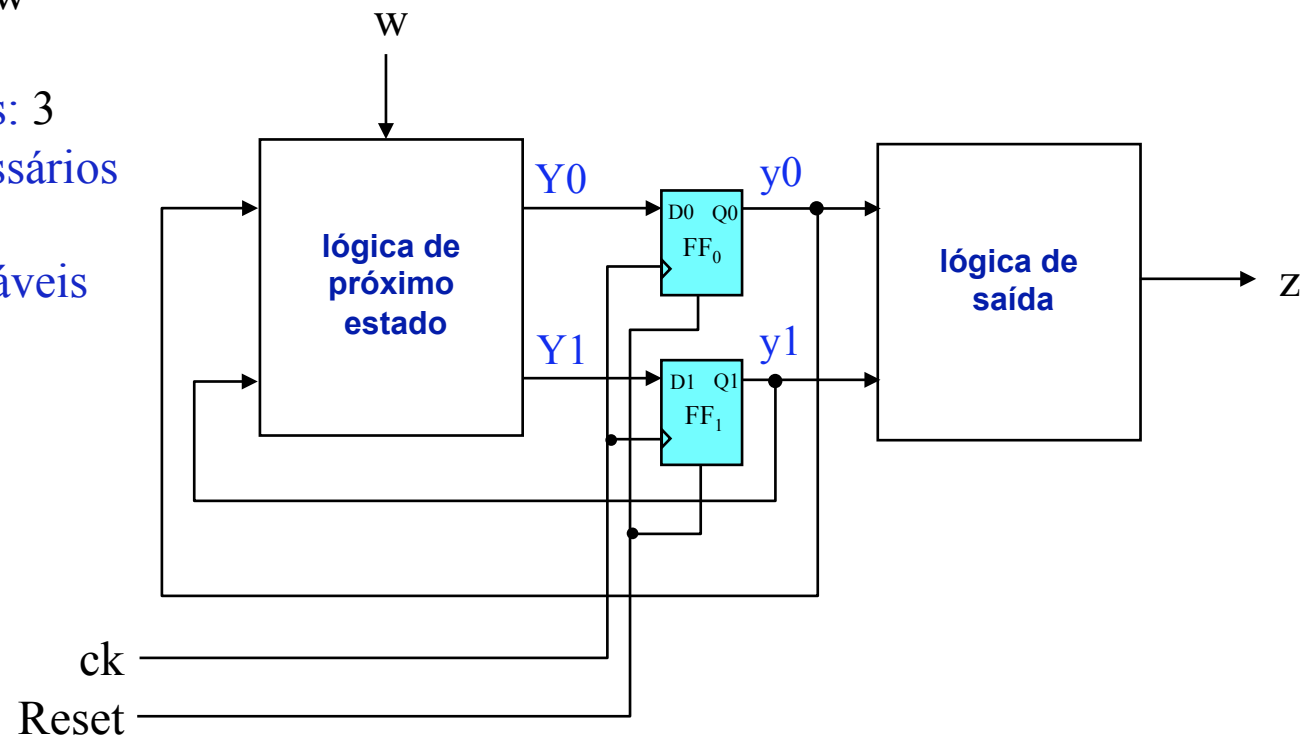 w
s: 3
ssários
áveis
w
lógica de
próximo
estado
Y0
Y1
D0 Q0
FF0
D1 Q1
FF1
y0
y1
lógica de
saída
z
ck
Reset